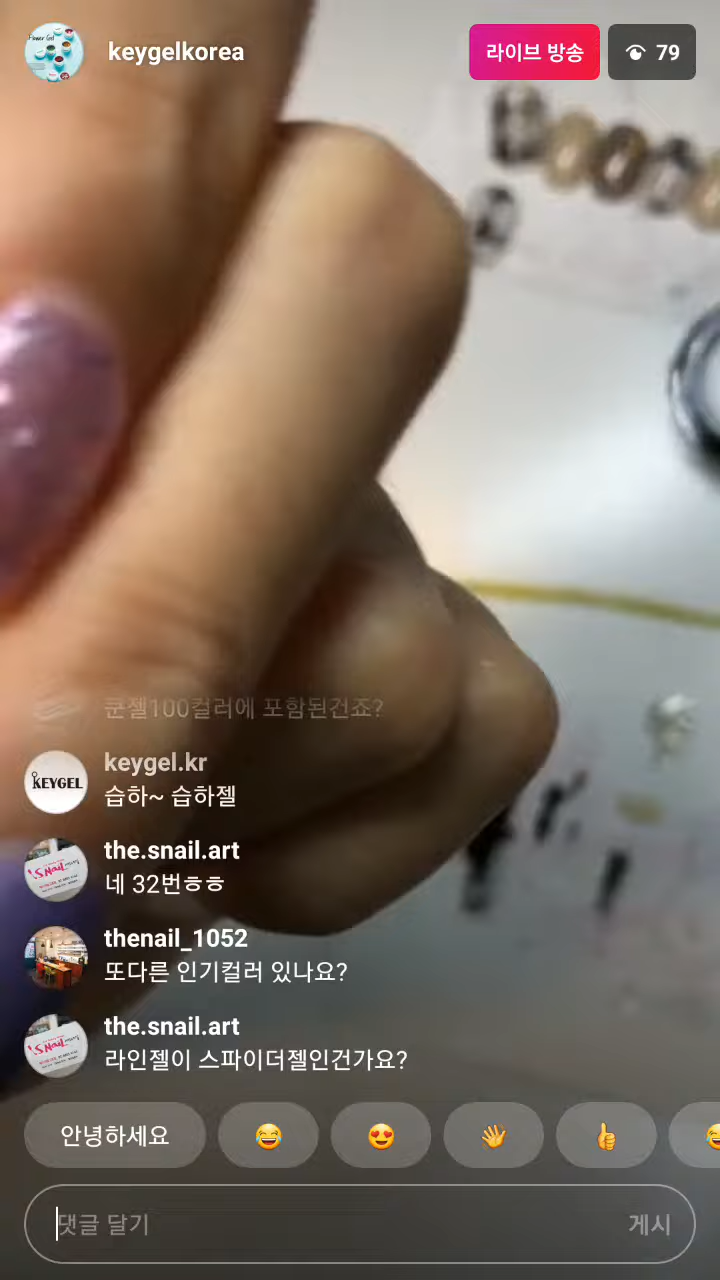 keygelkorea
라이브 방송
79
쿤젤100컬러에 포함된건죠?
KEYGEL
keygel.kr
습하~ 습하젤
the.snail.art
네 32번ㅎㅎ
thenail_1052
또다른 인기컬러 있나요?
the.snail.art
라인젤이 스파이더젤인건가요?
안녕하세요
댓글 달기
게시